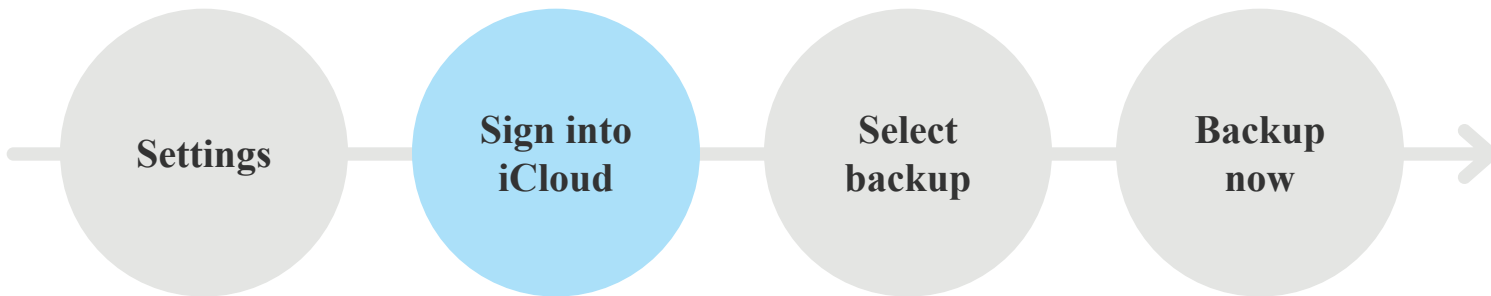 Settings
Sign into
iCloud
Select
backup
Backup
now